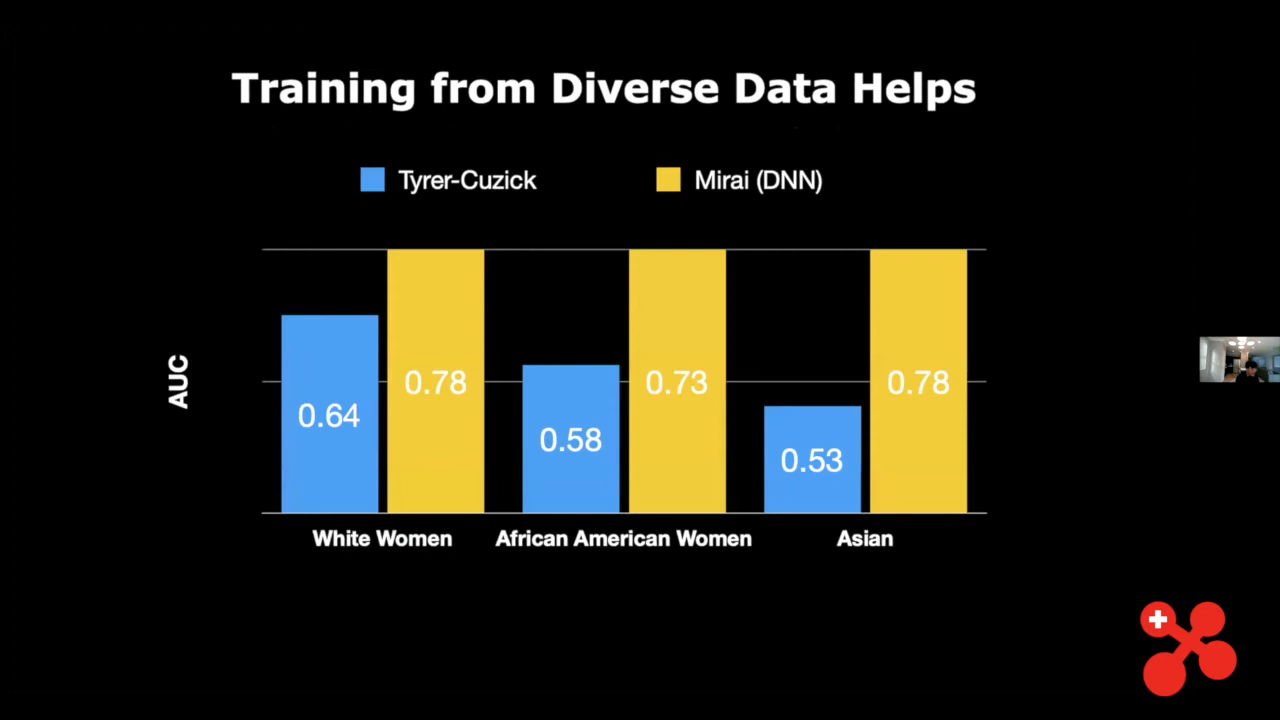 Training from Diverse Data Helps
Tyrer-Cuzick
Mirai (DNN)
AUC
0.64
0.78
0.58
0.73
0.53
0.78
White Women
African American Women
Asian